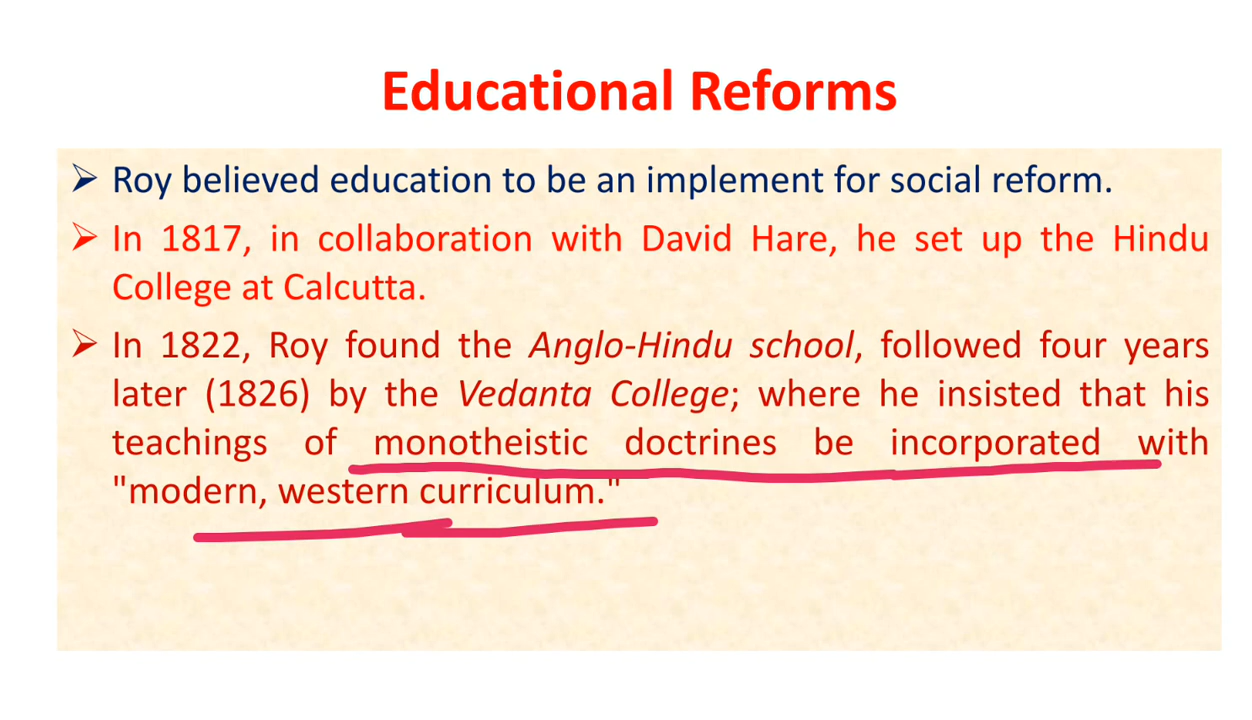 Educational Reforms
➢ Roy believed education to be an implement for social reform.
➢ In 1817, in collaboration with David Hare, he set up the Hindu
College at Calcutta.
➢ In 1822, Roy found the Anglo-Hindu school, followed four years
later (1826) by the Vedanta College; where he insisted that his
teachings of monotheistic doctrines be incorporated with
"modern, western curriculum."